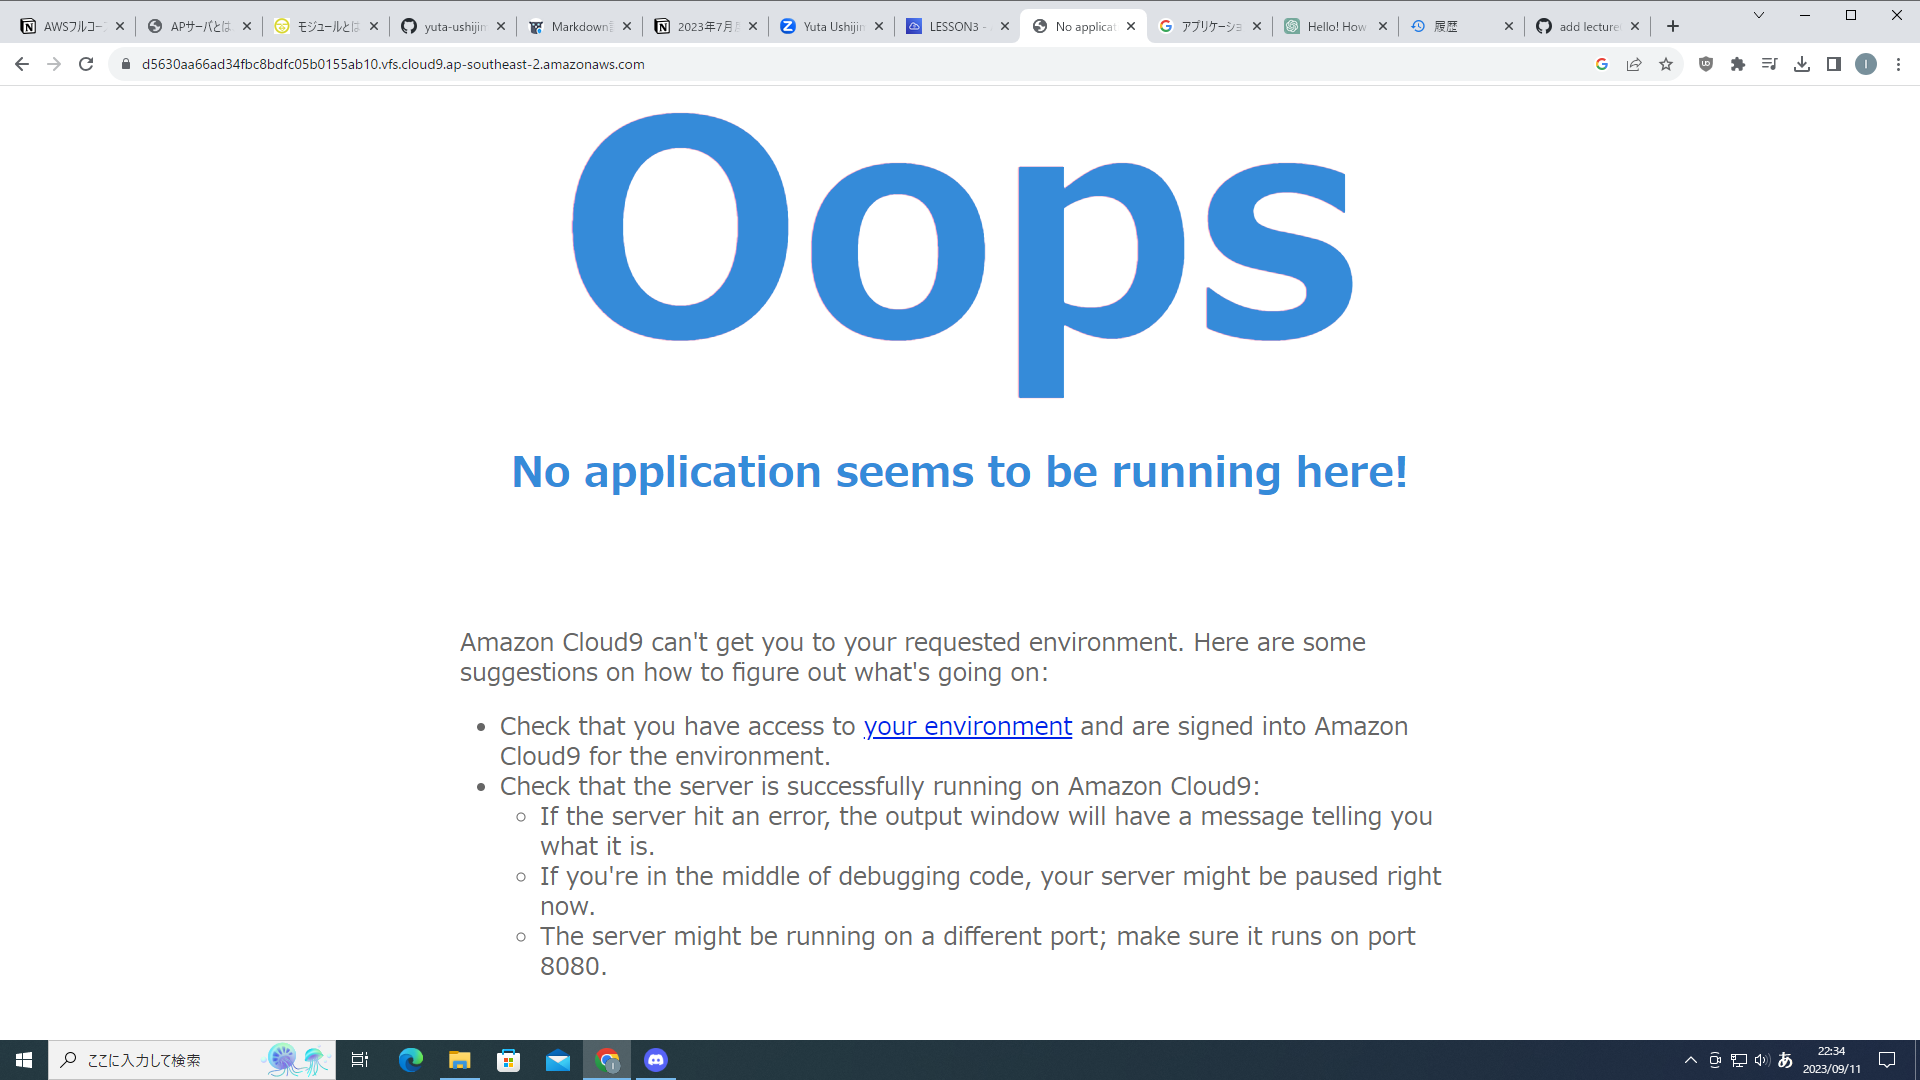 AWSフルコー
APサーバとは
モジュールとは
yuta-ushijim
Markdown
2023年7月
Yuta Ushijim
LESSON3 -
No applicat
アプリケーショ
Hello! How
履歴
add lecture
d5630aa66ad34fbc8bdfc05b0155ab10.vfs.cloud9.ap-southeast-2.amazonaws.com
I
Oops
No application seems to be running here!
Amazon Cloud9 can't get you to your requested environment. Here are some
suggestions on how to figure out what's going on:
• Check that you have access to your environment and are signed into Amazon
Cloud9 for the environment.
• Check that the server is successfully running on Amazon Cloud9:
◦ If the server hit an error, the output window will have a message telling you
what it is.
◦ If you're in the middle of debugging code, your server might be paused right
now.
◦ The server might be running on a different port; make sure it runs on port
8080.
ここに入力して検索
あ
22:34
2023/09/11